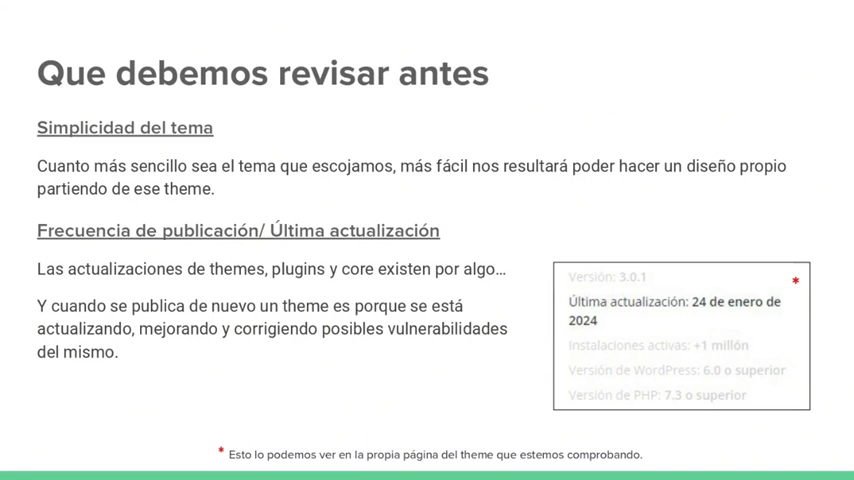 Que debemos revisar antes
Simplicidad del tema
Cuanto más sencillo sea el tema que escojamos, más fácil nos resultará poder hacer un diseño propio
partiendo de ese theme.
Frecuencia de publicación/ Última actualización
Las actualizaciones de themes, plugins y core existen por algo...
Y cuando se publica de nuevo un theme es porque se está
actualizando, mejorando y corrigiendo posibles vulnerabilidades
del mismo.
Versión: 3.0.1 *
Última actualización: 24 de enero de
2024
Instalaciones activas: +1 millón
Versión de WordPress: 6.0 o superior
Versión de PHP: 7.3 o superior
* Esto lo podemos ver en la propia página del theme que estemos comprobando.